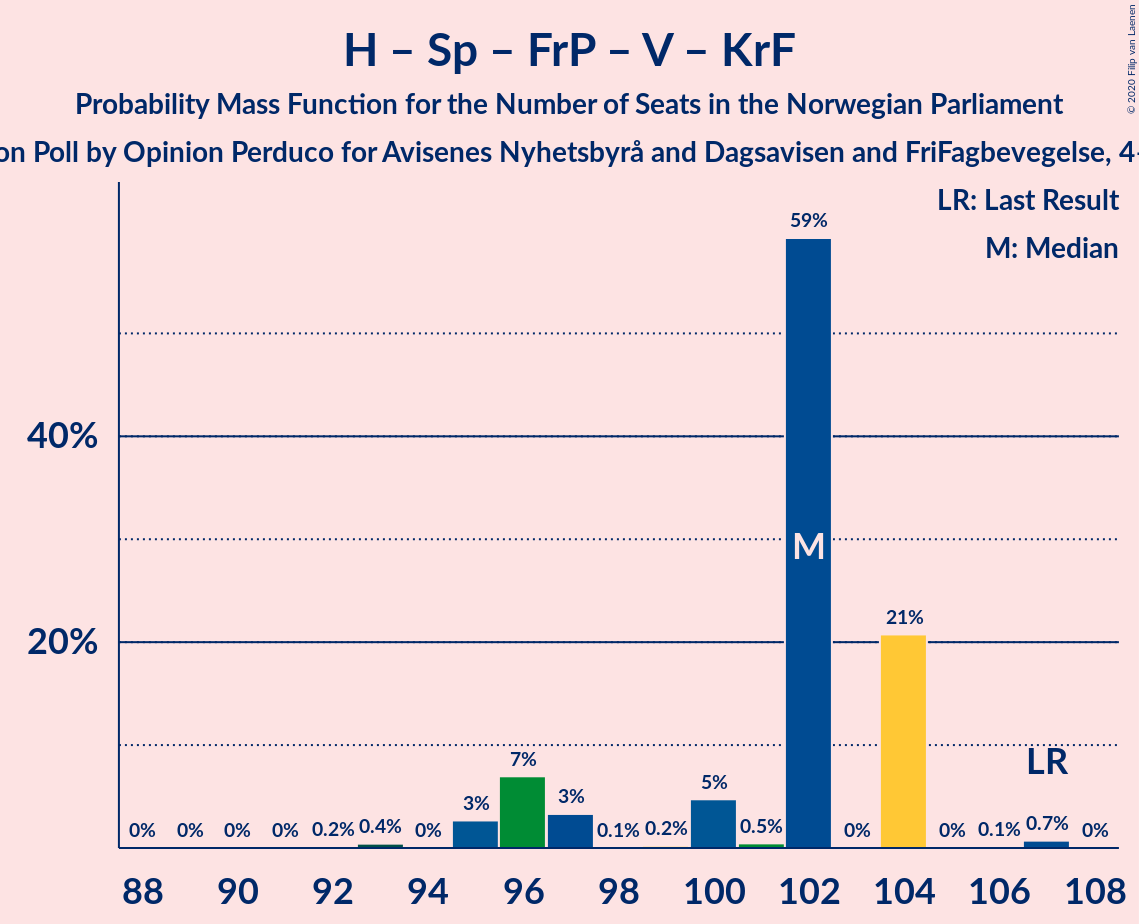 H – Sp – FrP – V – KrF
Probability Mass Function for the Number of Seats in the Norwegian Parliament
on Poll by Opinion Perduco for Avisenes Nyhetsbyrå and Dagsavisen and FriFagbevegelse, 4
© 2020 Filip van Laenen
LR: Last Result
M: Median
59%
40%
M
21%
20%
LR
7%
5%
3%
3%
0% 0% 0% 0% 0.2% 0.4% 0% 0.1% 0.2% 0.5% 0% 0% 0.1% 0.7% 0%
88 90 92 94 96 98 100 102 104 106 108